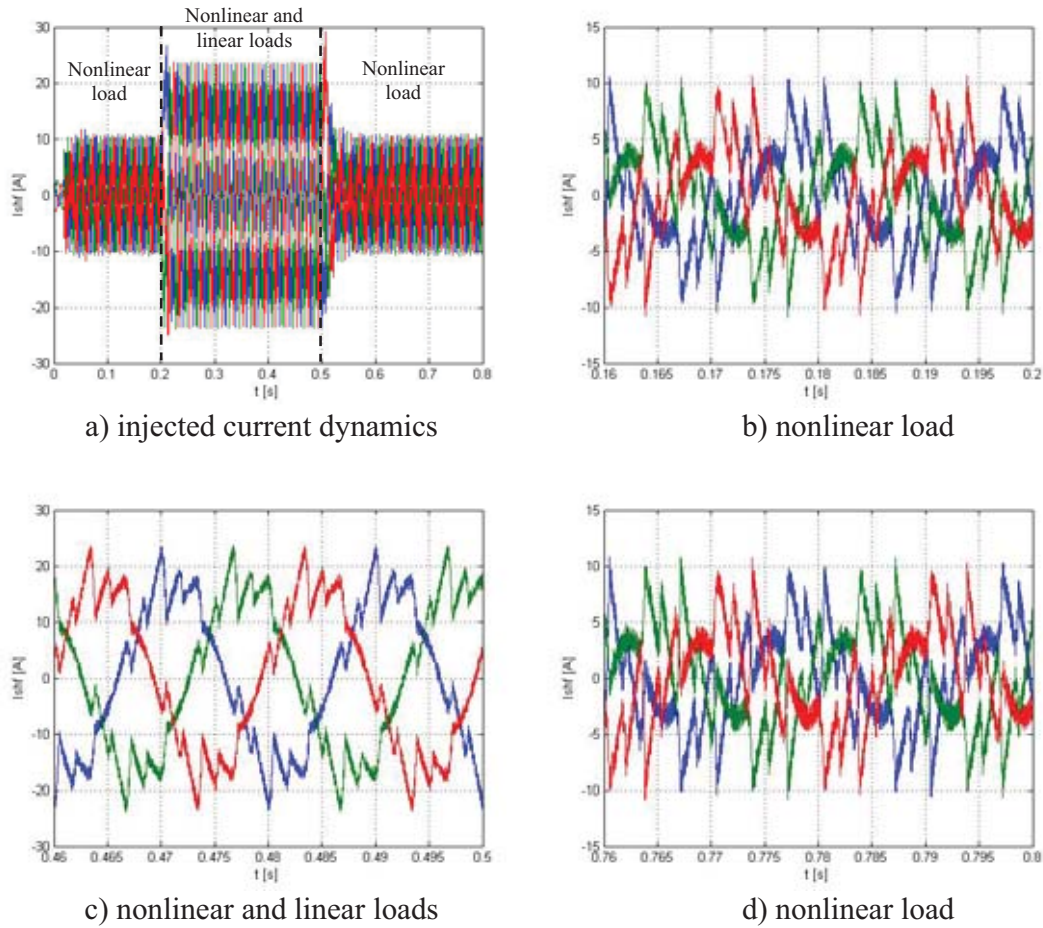 Nonlinear and
linear loads
Nonlinear
load
Nonlinear
load
30
20
10
0
-10
-20
-30
Ishf [A]
0 0.1 0.2 0.3 0.4 0.5 0.6 0.7 0.8
t [s]
a) injected current dynamics
15
10
5
0
-5
-10
-15
Ishf [A]
0.16 0.165 0.17 0.175 0.18 0.185 0.19 0.195 0.2
t [s]
b) nonlinear load
30
20
10
0
-10
-20
-30
Ishf [A]
0.46 0.465 0.47 0.475 0.48 0.485 0.49 0.495 0.5
t [s]
c) nonlinear and linear loads
15
10
5
0
-5
-10
-15
Ishf [A]
0.76 0.765 0.77 0.775 0.78 0.785 0.79 0.795 0.8
t [s]
d) nonlinear load